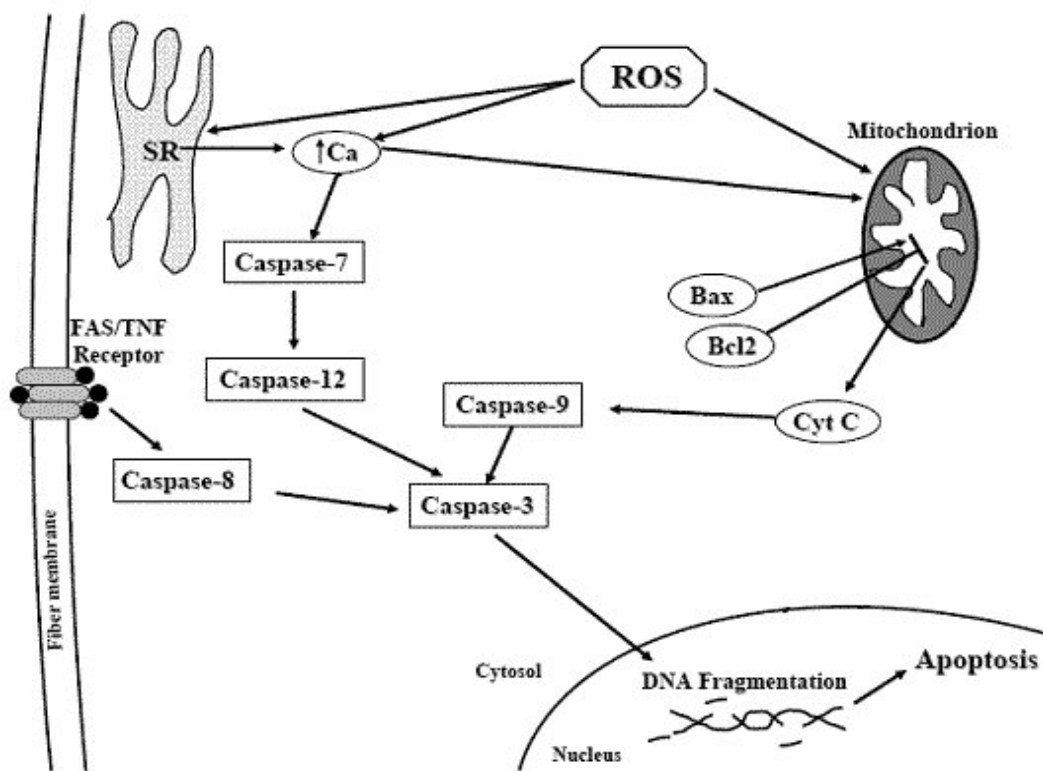 ROS
Mitochondrion
SR
↑Ca
Caspase-7
Bax
FAS/TNF
Receptor
Bcl2
Caspase-12
Caspase-9
Cyt C
Caspase-8
Caspase-3
Fiber membrane
Cytosol
Apoptosis
DNA Fragmentation
Nucleus